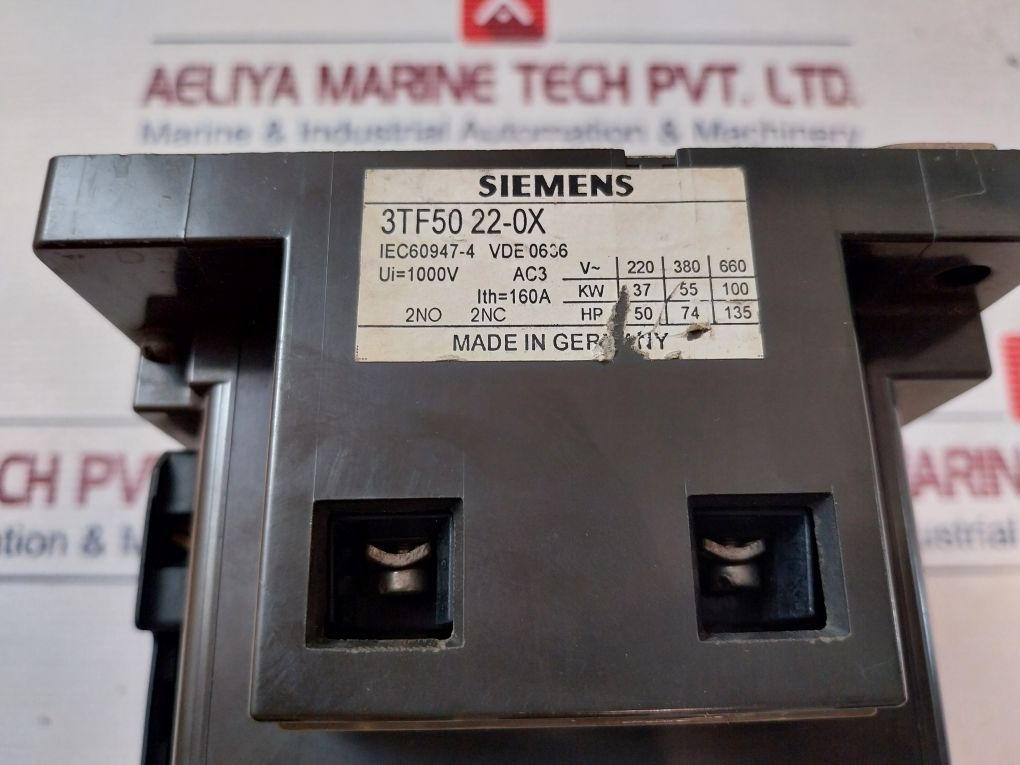 AELIYA MARINE TECH PVT. LTD.
Marine & Industrial Automation & Machinery
SIEMENS
3TF50 22-0X
IEC60947-4 VDE 0636
Ui=1000V AC3
Ith=160A
2NO 2NC
V~ 220 380 660
KW 37 55 100
HP 50 74 135
MADE IN GERMANY
CH PV
ARIN
tion &
ustrial